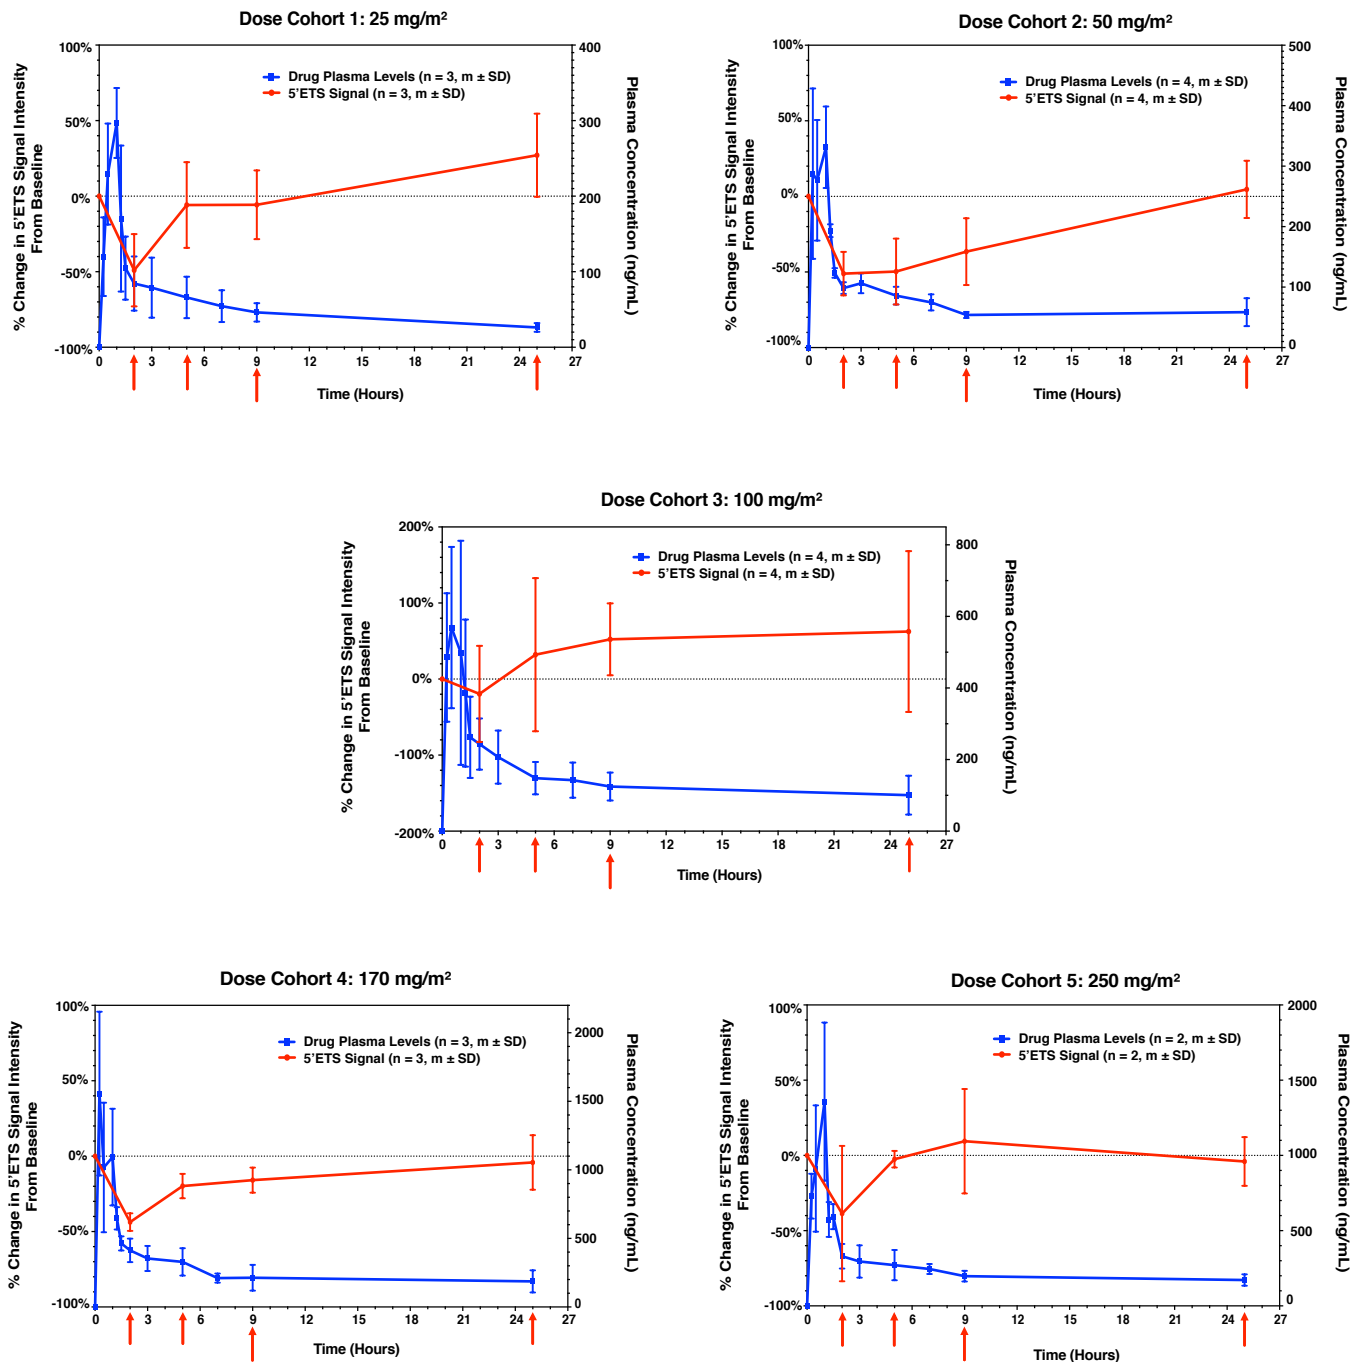 Dose Cohort 1: 25 mg/m²
% Change in 5'ETS Signal Intensity
From Baseline
100%
50%
0%
-50%
-100%
Drug Plasma Levels (n = 3, m ± SD)
5'ETS Signal (n = 3, m ± SD)
400
300
200
100
0
Plasma Concentration (ng/mL)
0 3 6 9 12 15 18 21 24 27
Time (Hours)
Dose Cohort 2: 50 mg/m²
% Change in 5'ETS Signal Intensity
From Baseline
100%
50%
0%
-50%
-100%
Drug Plasma Levels (n = 4, m ± SD)
5'ETS Signal (n = 4, m ± SD)
500
400
300
200
100
0
Plasma Concentration (ng/mL)
0 3 6 9 12 15 18 21 24 27
Time (Hours)
Dose Cohort 3: 100 mg/m²
% Change in 5'ETS Signal Intensity
From Baseline
200%
100%
0%
-100%
-200%
Drug Plasma Levels (n = 4, m ± SD)
5'ETS Signal (n = 4, m ± SD)
800
600
400
200
0
Plasma Concentration (ng/mL)
0 3 6 9 12 15 18 21 24 27
Time (Hours)
Dose Cohort 4: 170 mg/m²
% Change in 5'ETS Signal Intensity
From Baseline
100%
50%
0%
-50%
-100%
Drug Plasma Levels (n = 3, m ± SD)
5'ETS Signal (n = 3, m ± SD)
2000
1500
1000
500
0
Plasma Concentration (ng/mL)
0 3 6 9 12 15 18 21 24 27
Time (Hours)
Dose Cohort 5: 250 mg/m²
% Change in 5'ETS Signal Intensity
From Baseline
100%
50%
0%
-50%
-100%
Drug Plasma Levels (n = 2, m ± SD)
5'ETS Signal (n = 2, m ± SD)
2000
1500
1000
500
0
Plasma Concentration (ng/mL)
0 3 6 9 12 15 18 21 24 27
Time (Hours)